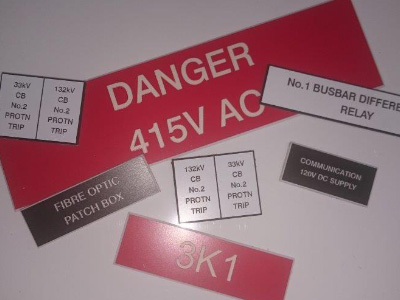 DANGER
415V AC
33kV
CB
No.2
PROTN
TRIP
132kV
CB
No.2
PROTN
TRIP
No.1 BUSBAR
RELAY
132kV
CB
No.2
PROTN
TRIP
33kV
CB
No.2
PROTN
TRIP
COMMUNICATION
120V DC SUPPLY
FIBRE OPTIC
PATCH BOX
3K1